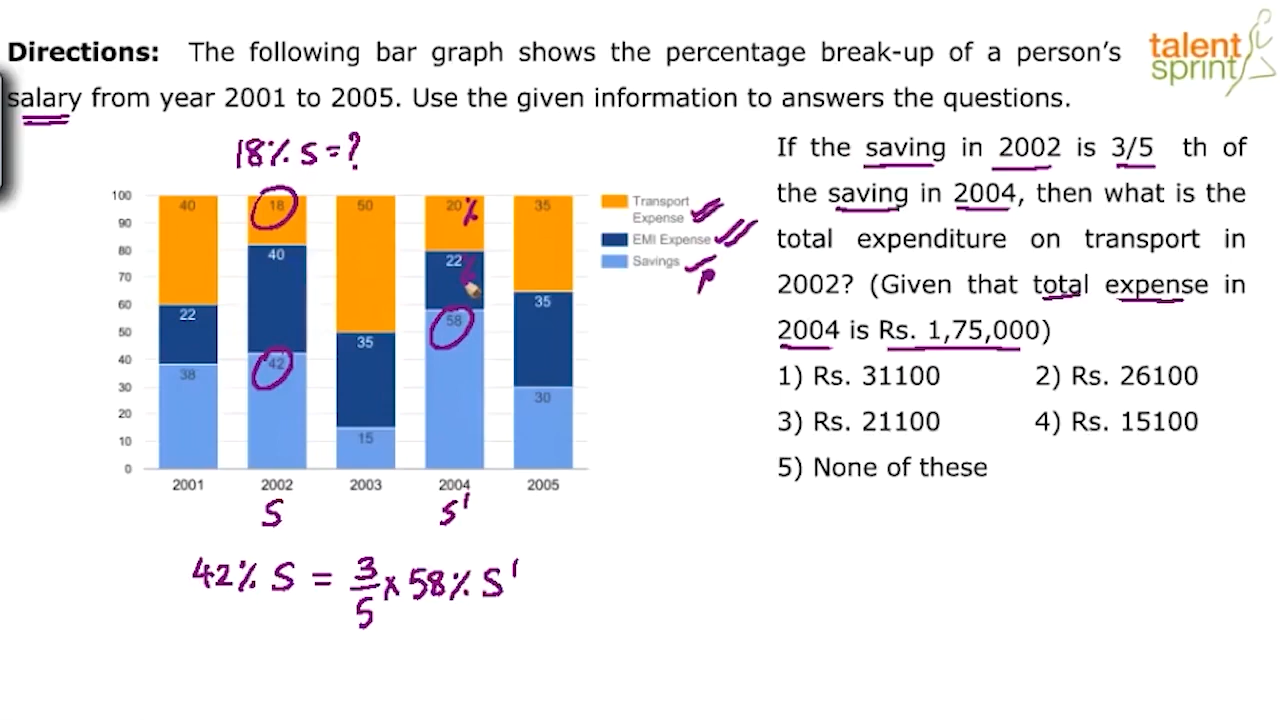 talent
sprint
Directions: The following bar graph shows the percentage break-up of a person's
salary from year 2001 to 2005. Use the given information to answers the questions.
18% S = ?
If the saving in 2002 is 3/5 th of
the saving in 2004, then what is the
total expenditure on transport in
2002? (Given that total expense in
2004 is Rs. 1,75,000)
1) Rs. 31100 2) Rs. 26100
3) Rs. 21100 4) Rs. 15100
5) None of these
100
90
80
70
60
50
40
30
20
10
0
40 18 50 20 % 35
22 40 35 22 % 35
38 42 15 58 30
2001 2002 2003 2004 2005
Transport
Expense
EMI Expense
Savings
S S'
42% S = 3/5 x 58% S'